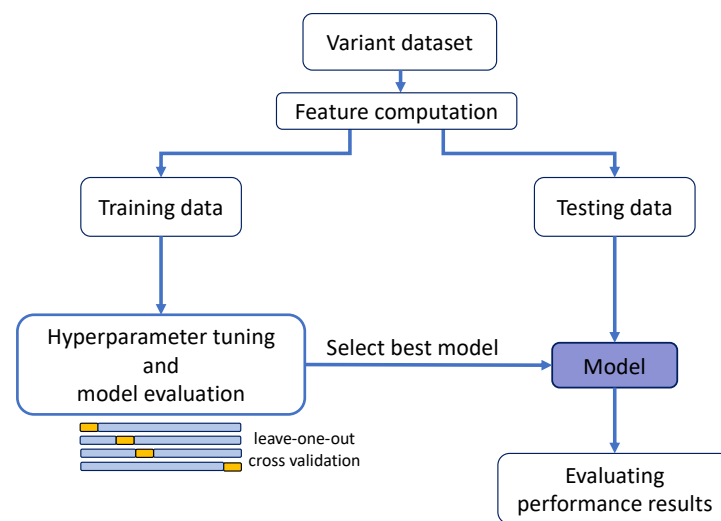 Variant dataset
Feature computation
Training data
Testing data
Hyperparameter tuning
and
model evaluation
Select best model
Model
leave-one-out
cross validation
Evaluating
performance results